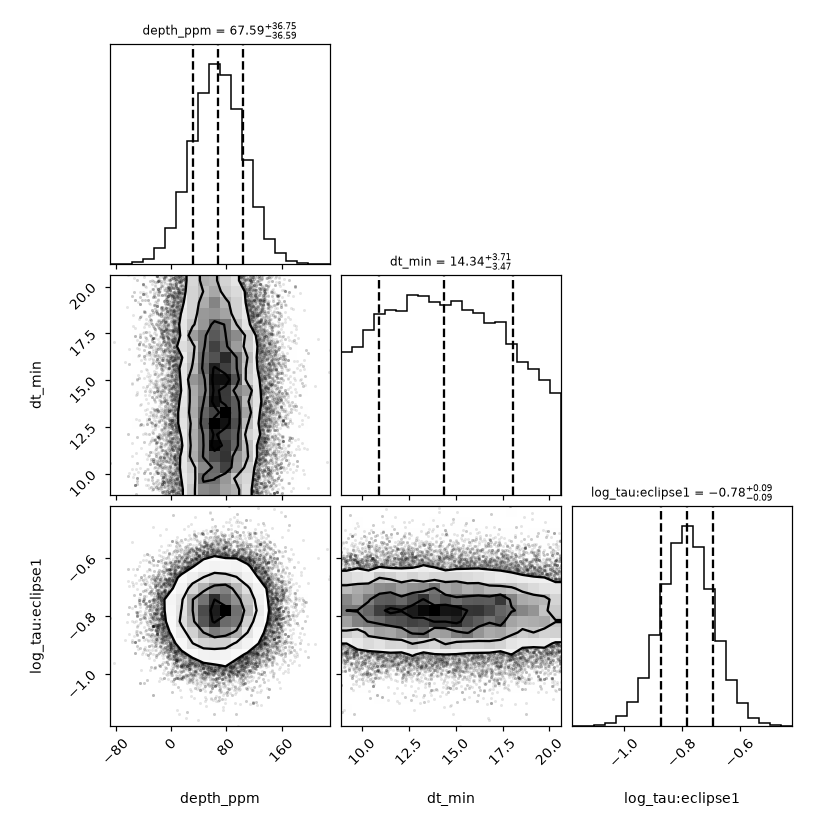 depth_ppm = 67.59+36.75−36.59
dt_min = 14.34+3.71−3.47
log_tau:eclipse1 = −0.78+0.09−0.09
dt_min
20.0
17.5
15.0
12.5
10.0
log_tau:eclipse1
−0.6
−0.8
−1.0
−80 0 80 160
10.0 12.5 15.0 17.5 20.0
−1.0 −0.8 −0.6
depth_ppm
dt_min
log_tau:eclipse1